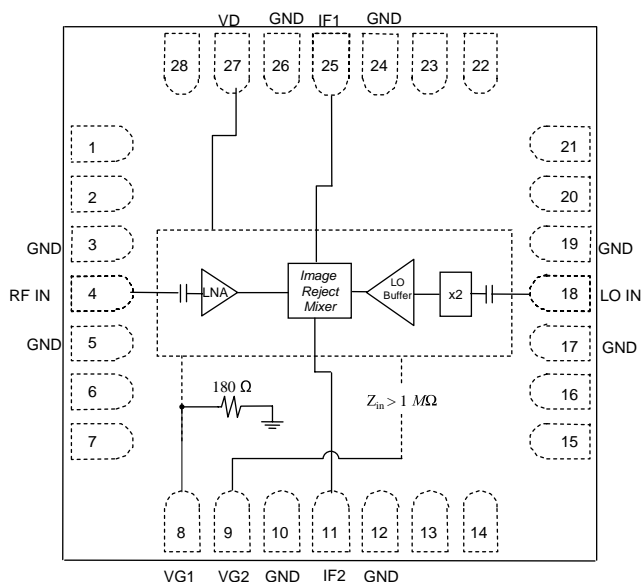 VD GND IF1 GND
28 27 26 25 24 23 22
1 21
2 20
GND 3 19 GND
RF IN 4 LNA Image Reject Mixer LO Buffer x2 18 LO IN
GND 5 17 GND
6 180 Ω Zin > 1 MΩ 16
7 15
8 9 10 11 12 13 14
VG1 VG2 GND IF2 GND